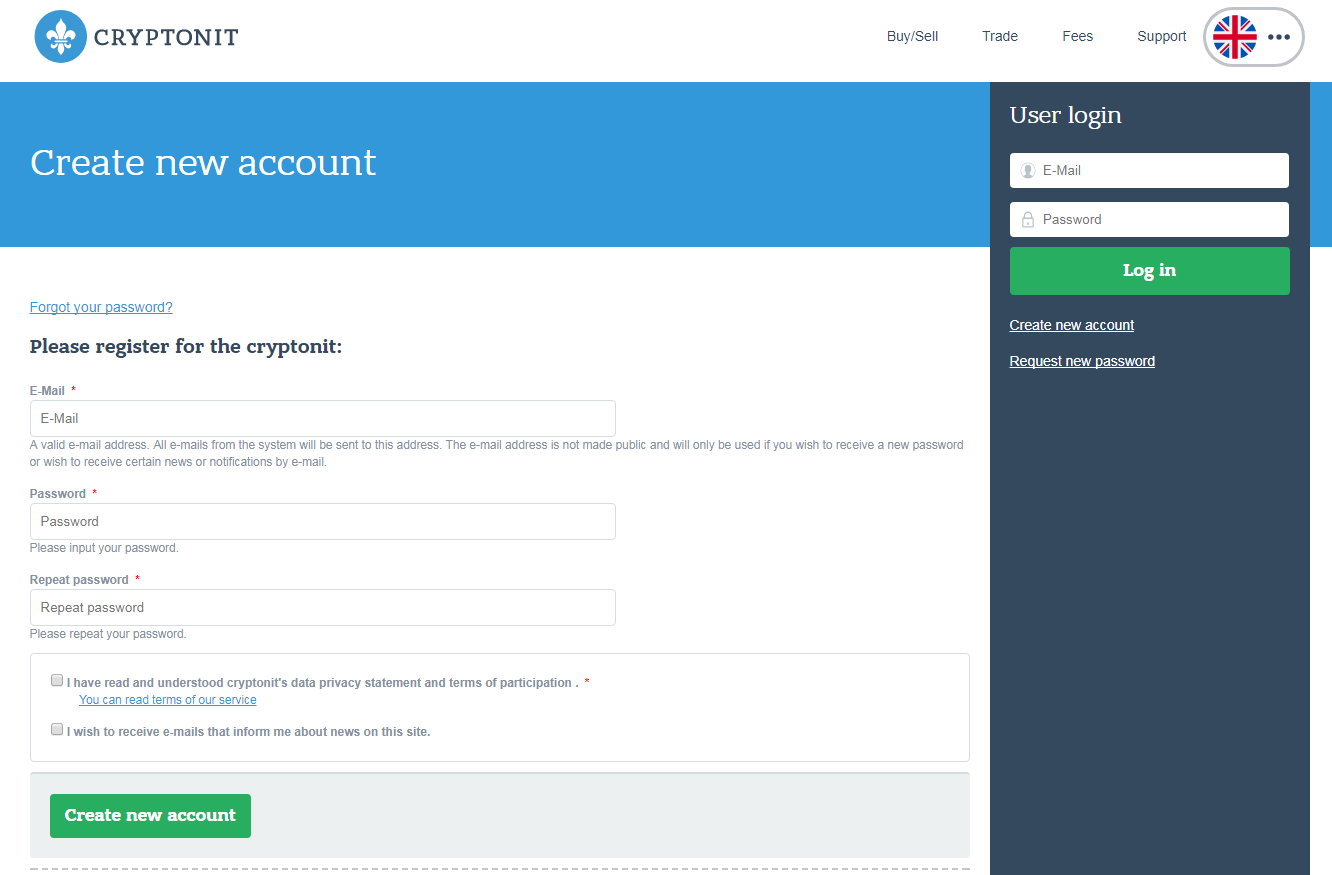 CRYPTONIT
Buy/Sell
Trade
Fees
Support
Create new account
User login
E-Mail
Password
Log in
Create new account
Request new password
Forgot your password?
Please register for the cryptonit:
E-Mail *
E-Mail
A valid e-mail address. All e-mails from the system will be sent to this address. The e-mail address is not made public and will only be used if you wish to receive a new password
or wish to receive certain news or notifications by e-mail.
Password *
Password
Please input your password.
Repeat password *
Repeat password
Please repeat your password.
I have read and understood cryptonit's data privacy statement and terms of participation . *
You can read terms of our service
I wish to receive e-mails that inform me about news on this site.
Create new account